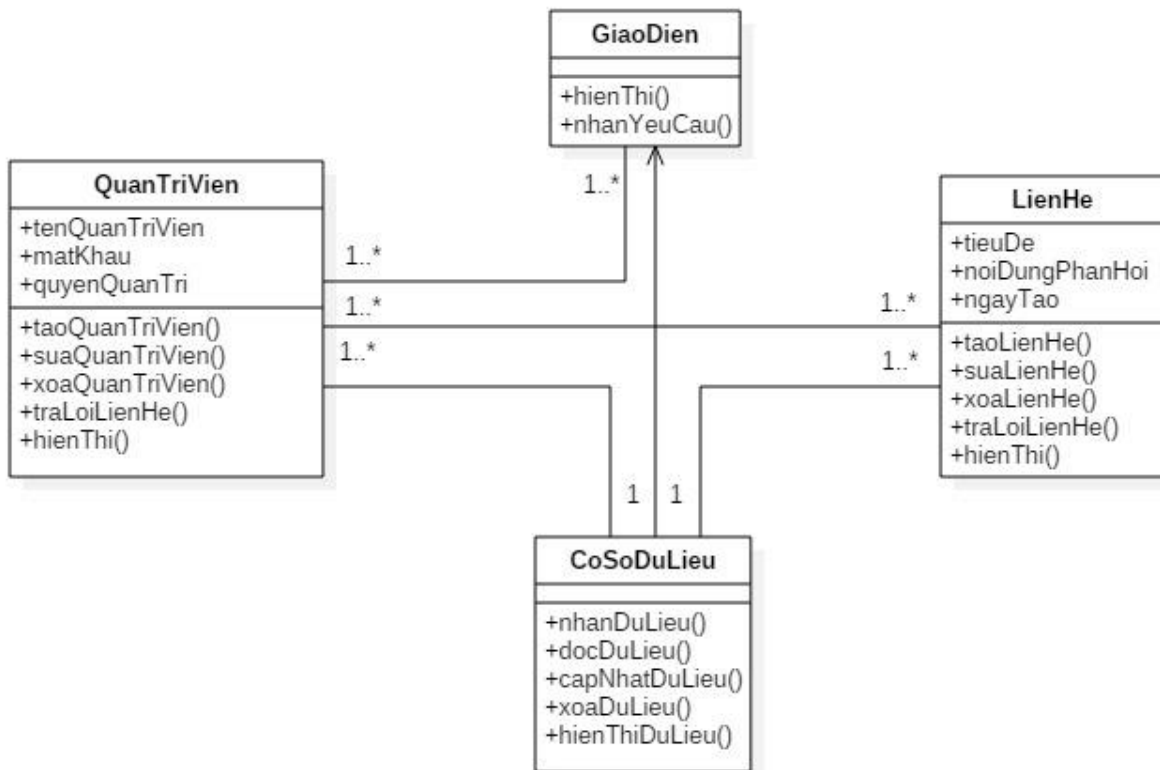 GiaoDien
+hienThi()
+nhanYeuCau()
1..*
QuanTriVien
+tenQuanTriVien
+matKhau
+quyenQuanTri
+taoQuanTriVien()
+suaQuanTriVien()
+xoaQuanTriVien()
+traLoiLienHe()
+hienThi()
1..*
1..*
1..*
LienHe
+tieuDe
+noiDungPhanHoi
+ngayTao
+taoLienHe()
+suaLienHe()
+xoaLienHe()
+traLoiLienHe()
+hienThi()
1..*
1..*
1
1
CoSoDuLieu
+nhanDuLieu()
+docDuLieu()
+capNhatDuLieu()
+xoaDuLieu()
+hienThiDuLieu()